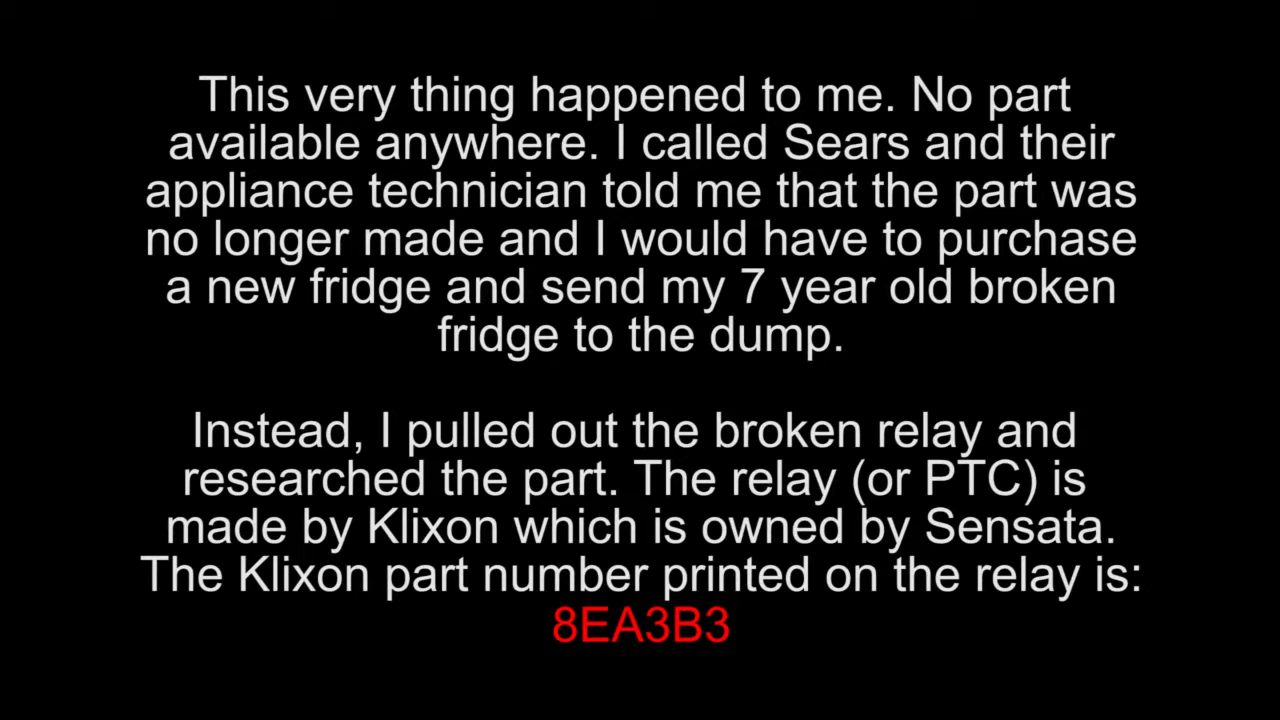 This very thing happened to me. No part
available anywhere. I called Sears and their
appliance technician told me that the part was
no longer made and I would have to purchase
a new fridge and send my 7 year old broken
fridge to the dump.
Instead, I pulled out the broken relay and
researched the part. The relay (or PTC) is
made by Klixon which is owned by Sensata.
The Klixon part number printed on the relay is:
8EA3B3